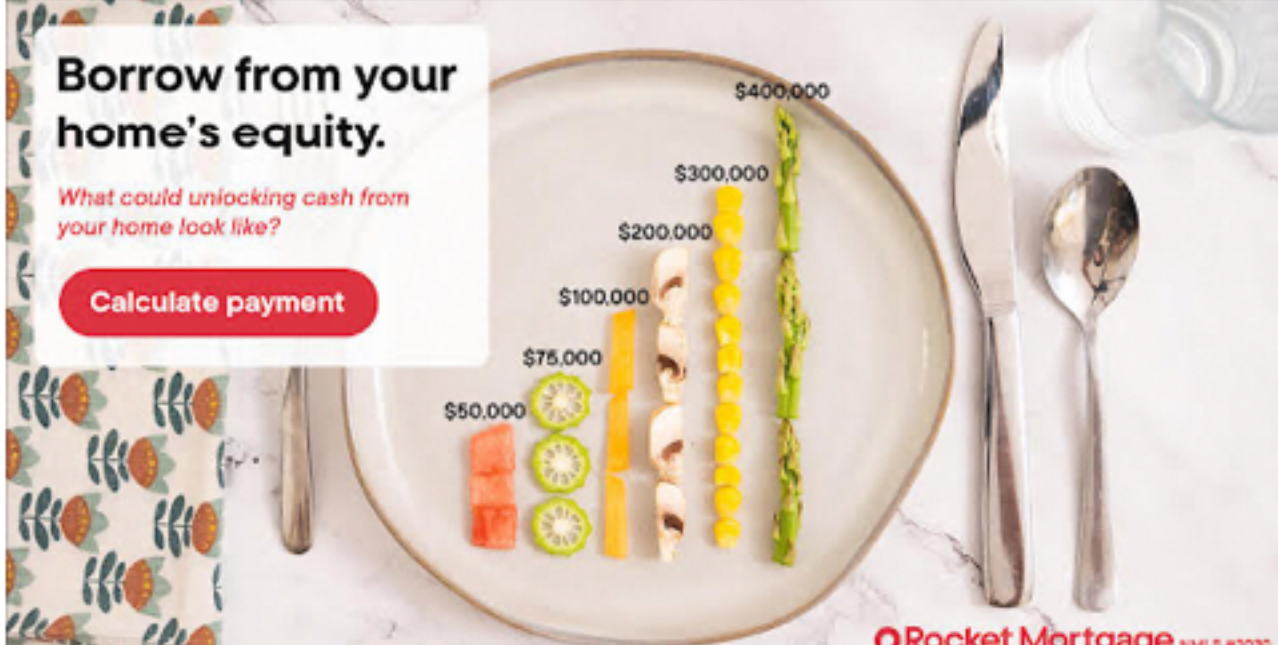 Borrow from your
home's equity.
What could unlocking cash from
your home look like?
Calculate payment
$400,000
$300,000
$200,000
$100,000
$75,000
$50,000
Rocket Mortgage